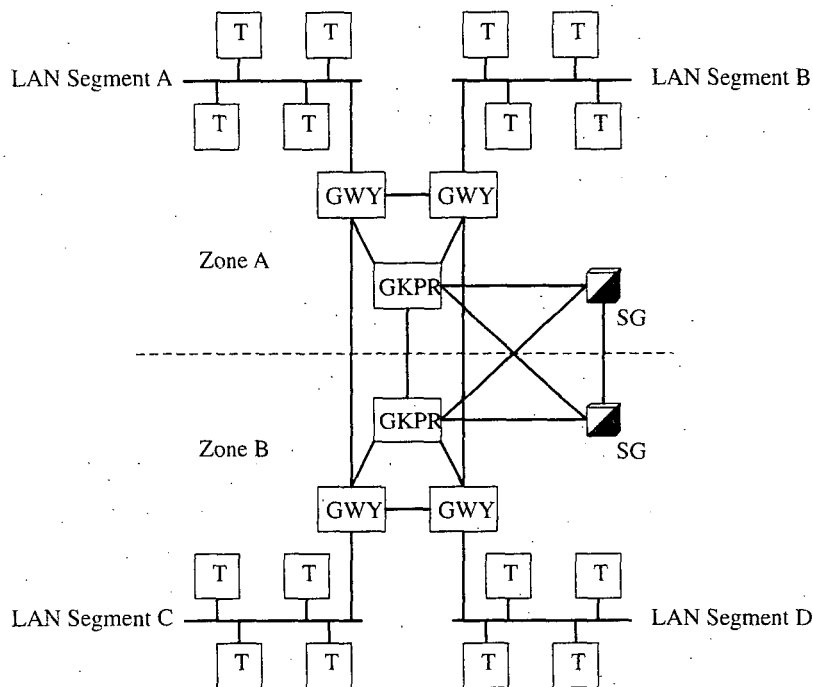 T T T T
LAN Segment A LAN Segment B
T T T T
GWY GWY
Zone A
GKPR
SG
GKPR
Zone B
SG
GWY GWY
T T T T
LAN Segment C LAN Segment D
T T T T